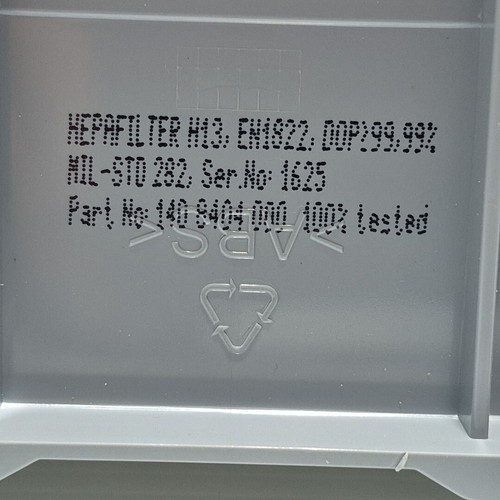 HEPAFILTER H13, EN1822, DOP≥99,99%
MIL-STD 282, Ser.No: 1625
Part No: 140 8404 000, 100% tested
>ABS<